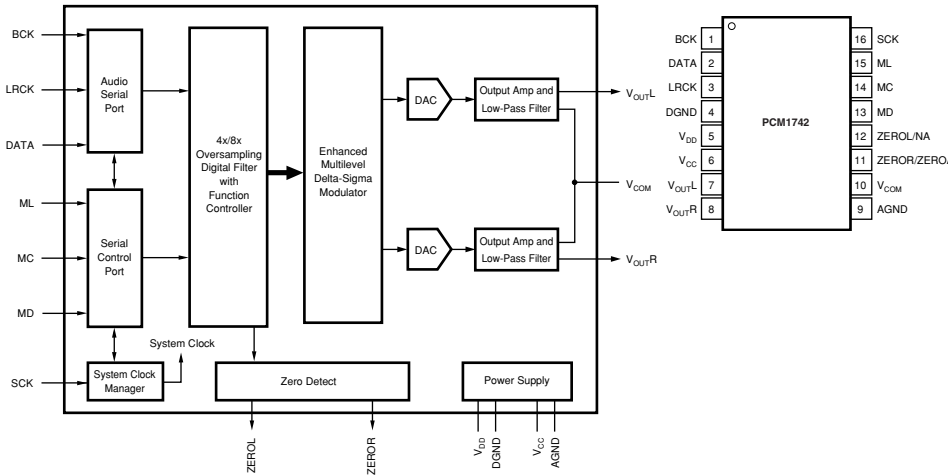 BCK
LRCK
DATA
ML
MC
MD
SCK
Audio
Serial
Port
Serial
Control
Port
System Clock
Manager
System Clock
4x/8x
Oversampling
Digital Filter
with
Function
Controller
Enhanced
Multilevel
Delta-Sigma
Modulator
DAC
Output Amp and
Low-Pass Filter
DAC
Output Amp and
Low-Pass Filter
VOUTL
VCOM
VOUTR
Zero Detect
Power Supply
ZEROL
ZEROR
VDD
DGND
VCC
AGND
BCK 1
DATA 2
LRCK 3
DGND 4
VDD 5
VCC 6
VOUTL 7
VOUTR 8
PCM1742
16 SCK
15 ML
14 MC
13 MD
12 ZEROL/NA
11 ZEROR/ZERO
10 VCOM
9 AGND